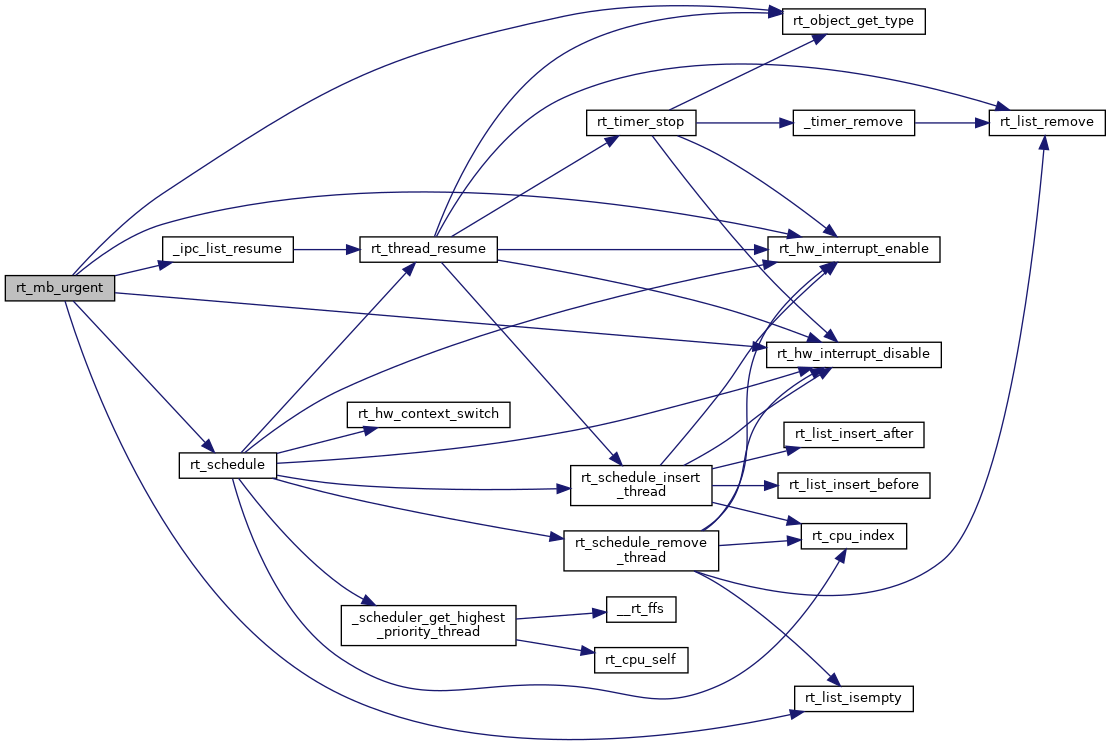 rt_object_get_type
rt_timer_stop
_timer_remove
rt_list_remove
_ipc_list_resume
rt_thread_resume
rt_hw_interrupt_enable
rt_mb_urgent
rt_hw_interrupt_disable
rt_hw_context_switch
rt_list_insert_after
rt_schedule
rt_schedule_insert
_thread
rt_list_insert_before
rt_cpu_index
rt_schedule_remove
_thread
_scheduler_get_highest
_priority_thread
__rt_ffs
rt_cpu_self
rt_list_isempty